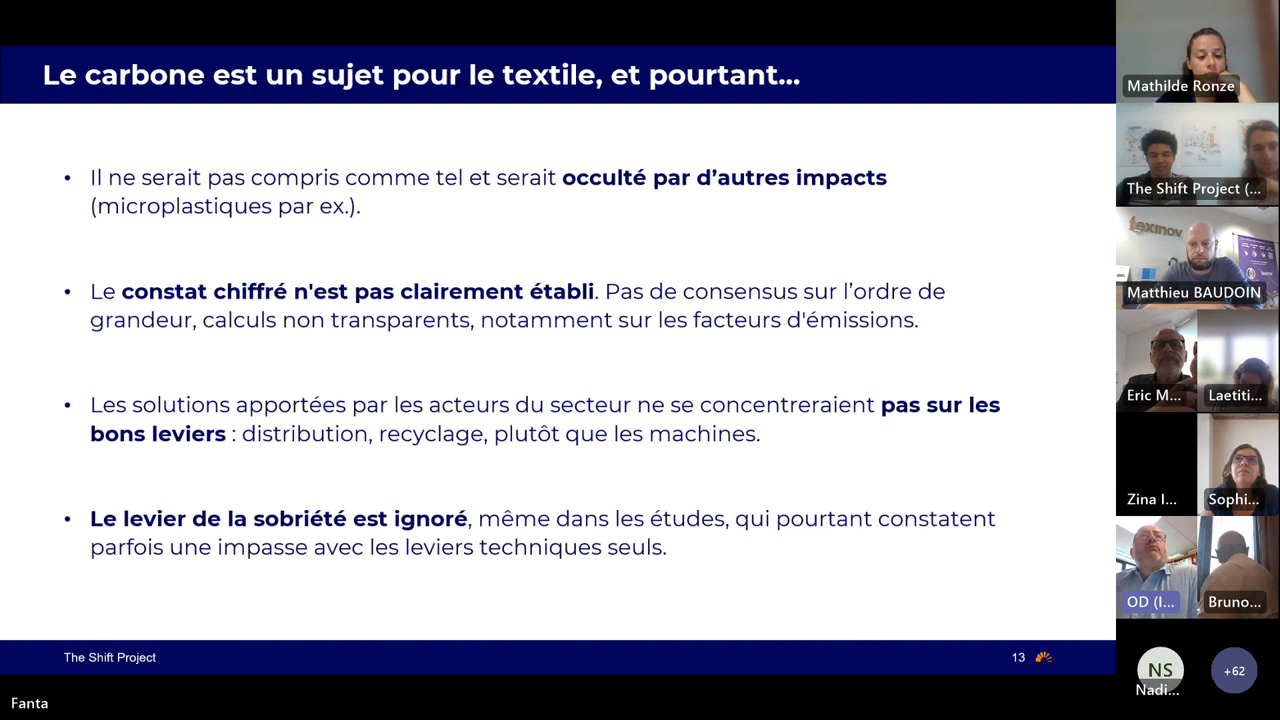 Le carbone est un sujet pour le textile, et pourtant...
• Il ne serait pas compris comme tel et serait occulté par d’autres impacts
(microplastiques par ex.).
• Le constat chiffré n'est pas clairement établi. Pas de consensus sur l’ordre de
grandeur, calculs non transparents, notamment sur les facteurs d'émissions.
• Les solutions apportées par les acteurs du secteur ne se concentreraient pas sur les
bons leviers : distribution, recyclage, plutôt que les machines.
• Le levier de la sobriété est ignoré, même dans les études, qui pourtant constatent
parfois une impasse avec les leviers techniques seuls.
The Shift Project
13
Fanta
Mathilde Ronze
The Shift Project (...
Matthieu BAUDOIN
Eric M...
Laetiti...
Zina I...
Sophi...
OD (I...
Bruno...
NS
Nadi...
+62